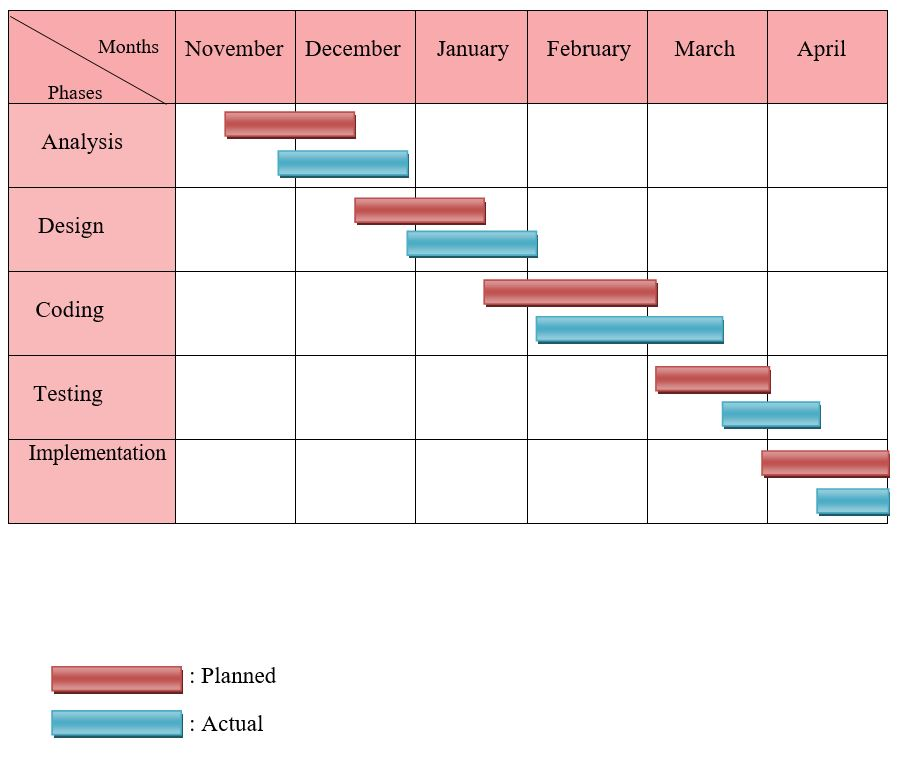 Months
Phases
November December January February March April
Analysis
Design
Coding
Testing
Implementation
: Planned
: Actual